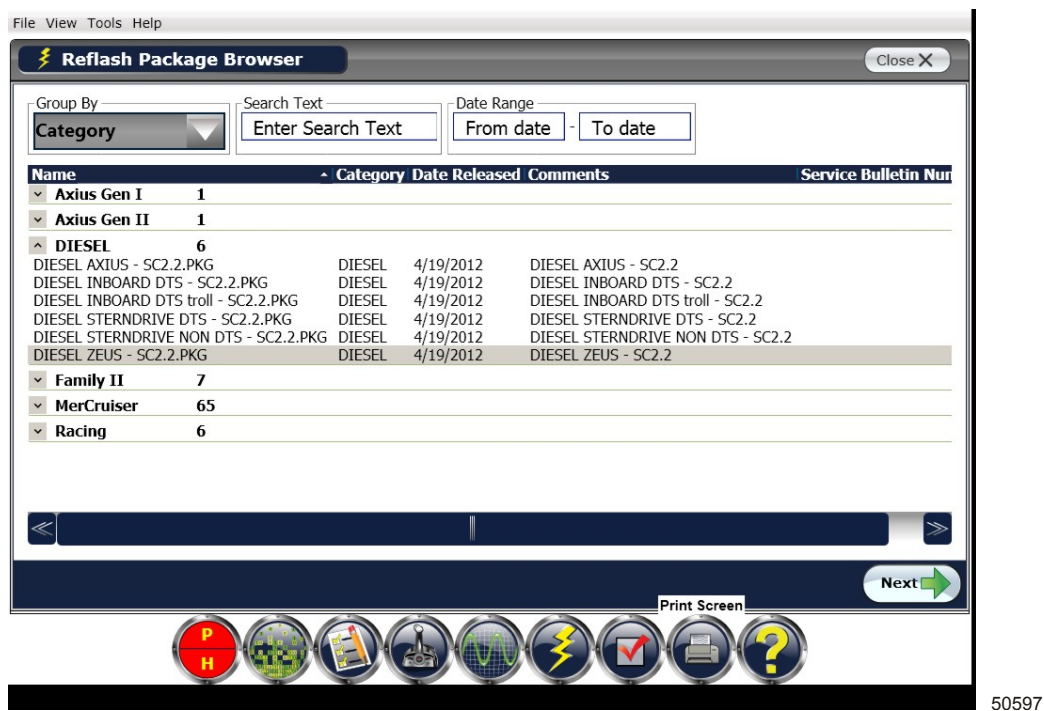 File View Tools Help
Reflash Package Browser
Close X
Group By
Search Text
Date Range
Category
Enter Search Text
From date - To date
Name Category Date Released Comments Service Bulletin Nun
Axius Gen I 1
Axius Gen II 1
DIESEL 6
DIESEL AXIUS - SC2.2.PKG DIESEL 4/19/2012 DIESEL AXIUS - SC2.2
DIESEL INBOARD DTS - SC2.2.PKG DIESEL 4/19/2012 DIESEL INBOARD DTS - SC2.2
DIESEL INBOARD DTS troll - SC2.2.PKG DIESEL 4/19/2012 DIESEL INBOARD DTS troll - SC2.2
DIESEL STERNDRIVE DTS - SC2.2.PKG DIESEL 4/19/2012 DIESEL STERNDRIVE DTS - SC2.2
DIESEL STERNDRIVE NON DTS - SC2.2.PKG DIESEL 4/19/2012 DIESEL STERNDRIVE NON DTS - SC2.2
DIESEL ZEUS - SC2.2.PKG DIESEL 4/19/2012 DIESEL ZEUS - SC2.2
Family II 7
MerCruiser 65
Racing 6
Next
Print Screen
P
H
?
50597